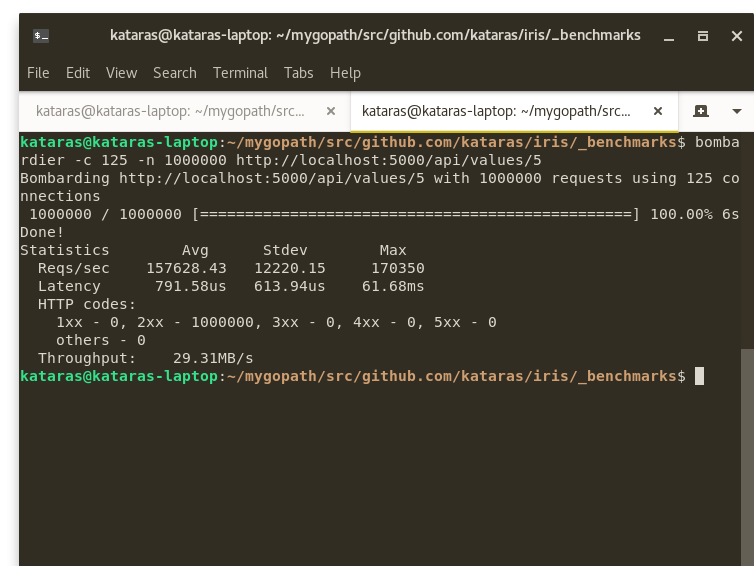 kataras@kataras-laptop: ~/mygopath/src/github.com/kataras/iris/_benchmarks
File Edit View Search Terminal Tabs Help
kataras@kataras-laptop: ~/mygopath/src... × kataras@kataras-laptop: ~/mygopath/src... ×
kataras@kataras-laptop:~/mygopath/src/github.com/kataras/iris/_benchmarks$ bomba
rdier -c 125 -n 1000000 http://localhost:5000/api/values/5
Bombarding http://localhost:5000/api/values/5 with 1000000 requests using 125 co
nnections
 1000000 / 1000000 [================================================] 100.00% 6s
Done!
Statistics        Avg      Stdev        Max
  Reqs/sec    157628.43   12220.15     170350
  Latency      791.58us   613.94us    61.68ms
  HTTP codes:
    1xx - 0, 2xx - 1000000, 3xx - 0, 4xx - 0, 5xx - 0
    others - 0
  Throughput:    29.31MB/s
kataras@kataras-laptop:~/mygopath/src/github.com/kataras/iris/_benchmarks$